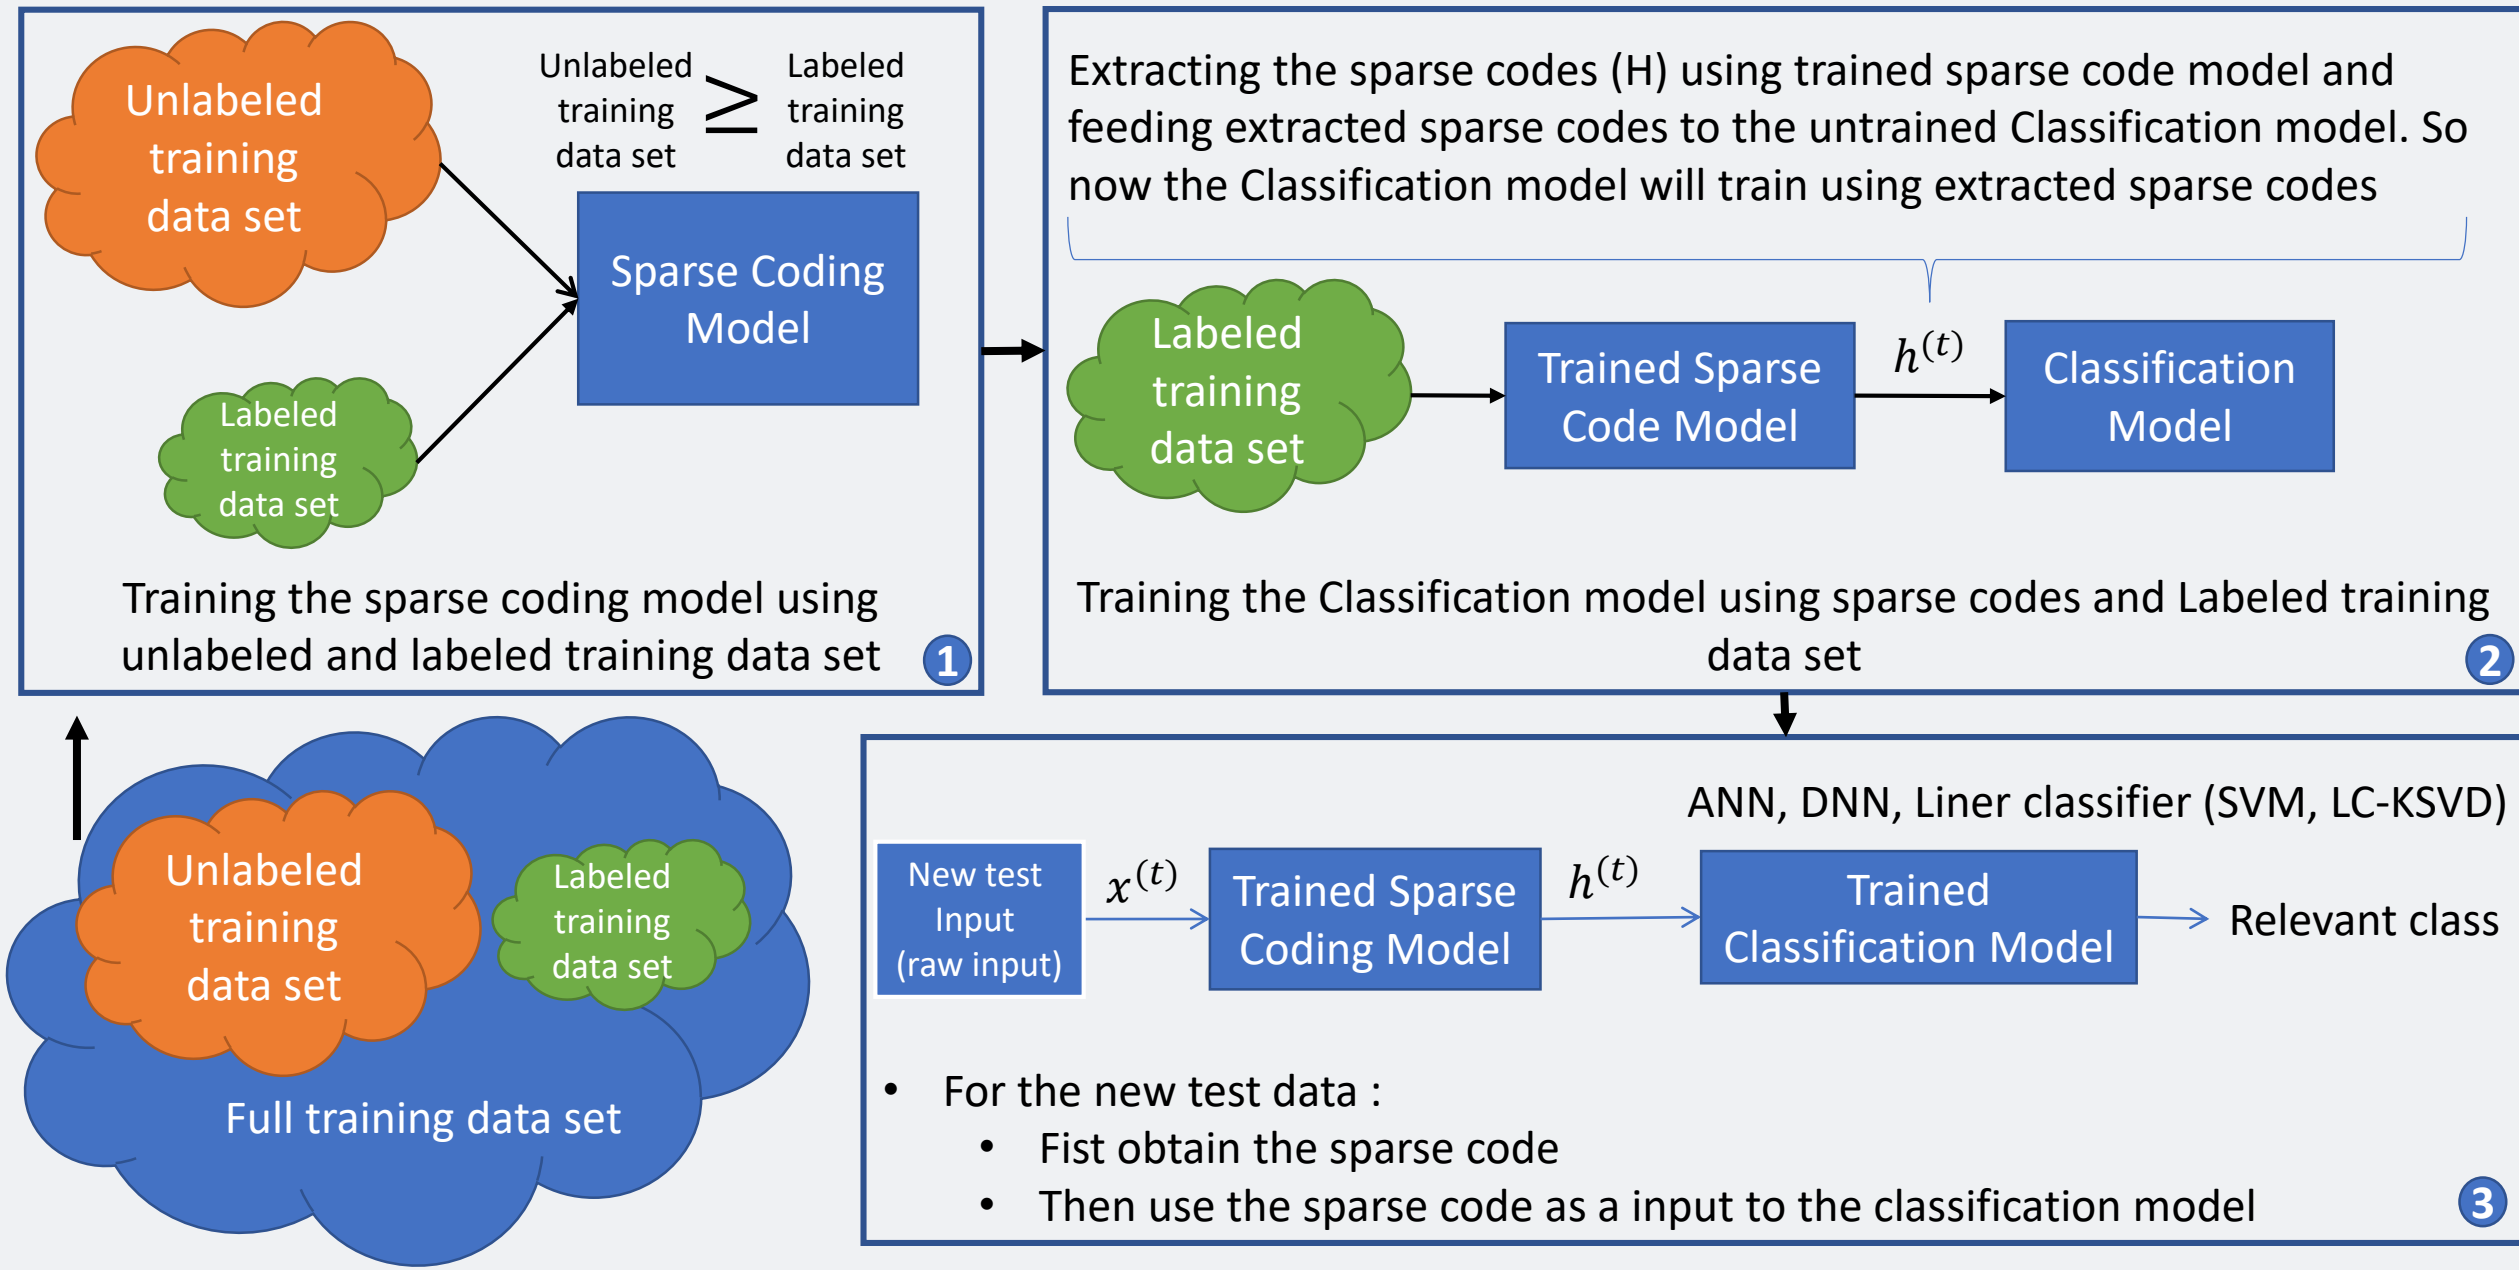 Unlabeled
training
data set
Unlabeled
training
data set
≥
Labeled
training
data set
Sparse Coding
Model
Labeled
training
data set
Training the sparse coding model using
unlabeled and labeled training data set
1
Extracting the sparse codes (H) using trained sparse code model and
feeding extracted sparse codes to the untrained Classification model. So
now the Classification model will train using extracted sparse codes
Labeled
training
data set
Trained Sparse
Code Model
h^(t)
Classification
Model
Training the Classification model using sparse codes and Labeled training
data set
2
Unlabeled
training
data set
Labeled
training
data set
Full training data set
ANN, DNN, Liner classifier (SVM, LC-KSVD)
New test
Input
(raw input)
x^(t)
Trained Sparse
Coding Model
h^(t)
Trained
Classification Model
Relevant class
• For the new test data :
• Fist obtain the sparse code
• Then use the sparse code as a input to the classification model
3